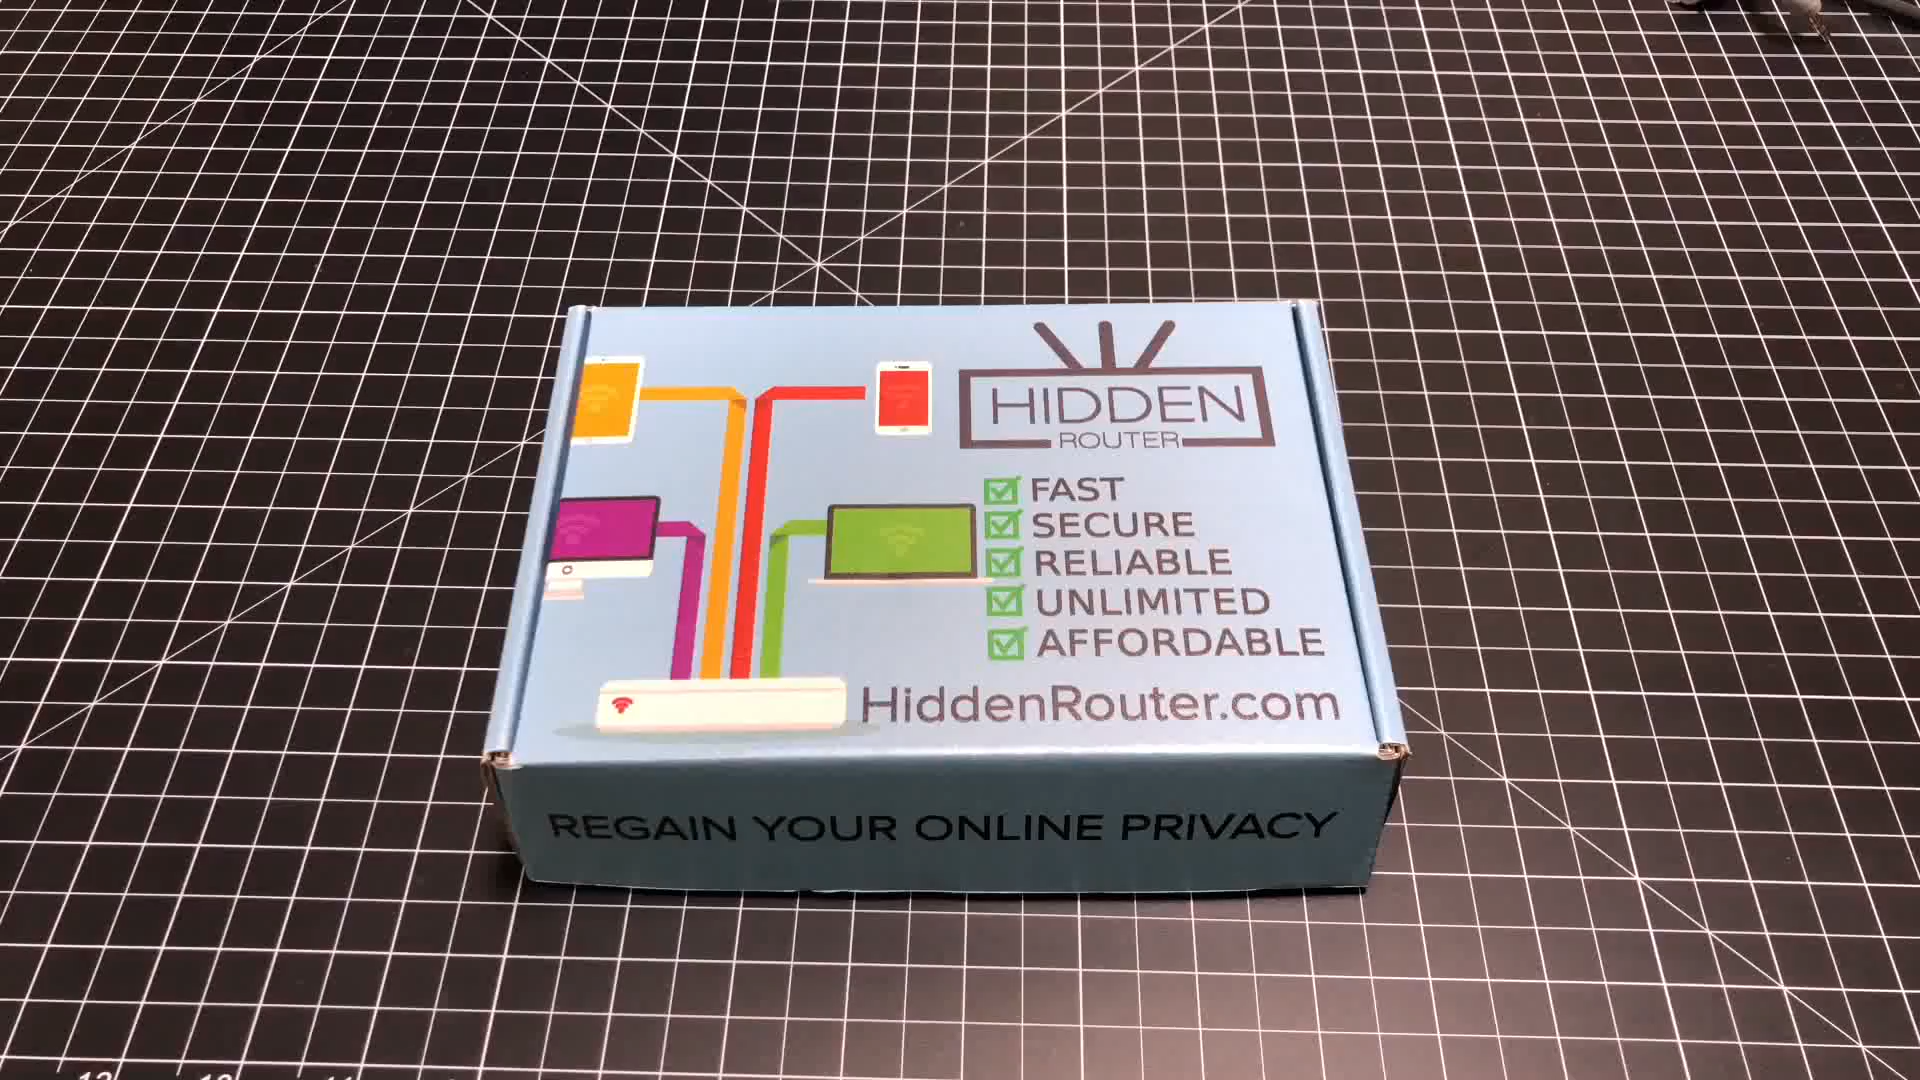 HIDDEN
ROUTER
FAST
SECURE
RELIABLE
UNLIMITED
AFFORDABLE
HiddenRouter.com
REGAIN YOUR ONLINE PRIVACY